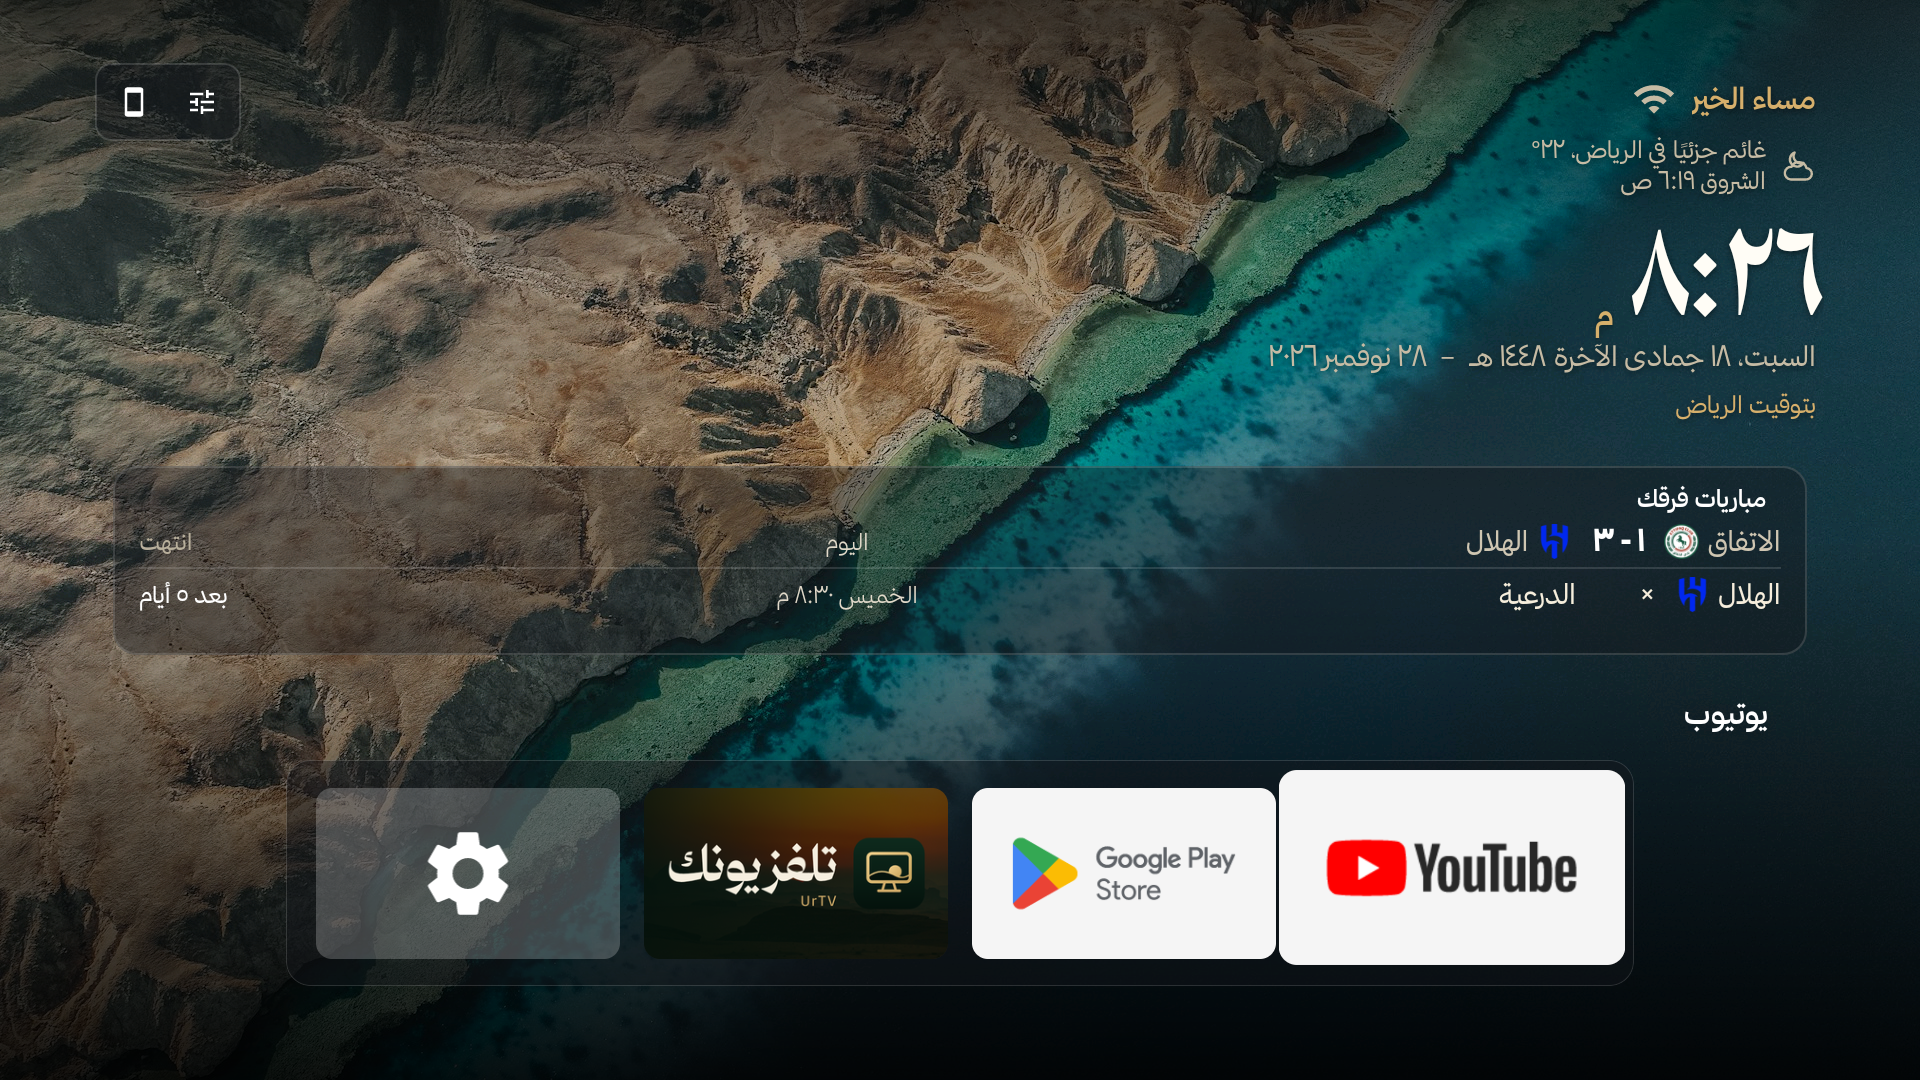 مساء الخير
غائم جزئيًا في الرياض، ٢٢°
الشروق ٦:١٩ ص
٨:٢٦ م
السبت، ١٨ جمادى الآخرة ١٤٤٨ هـ – ٢٨ نوفمبر ٢٠٢٦
بتوقيت الرياض
مباريات فرقك
الاتفاق ١ - ٣ الهلال اليوم انتهت
الهلال × الدرعية الخميس ٨:٣٠ م بعد ٥ أيام
يوتيوب
YouTube
Google Play
Store
تلفزيونك
UrTV